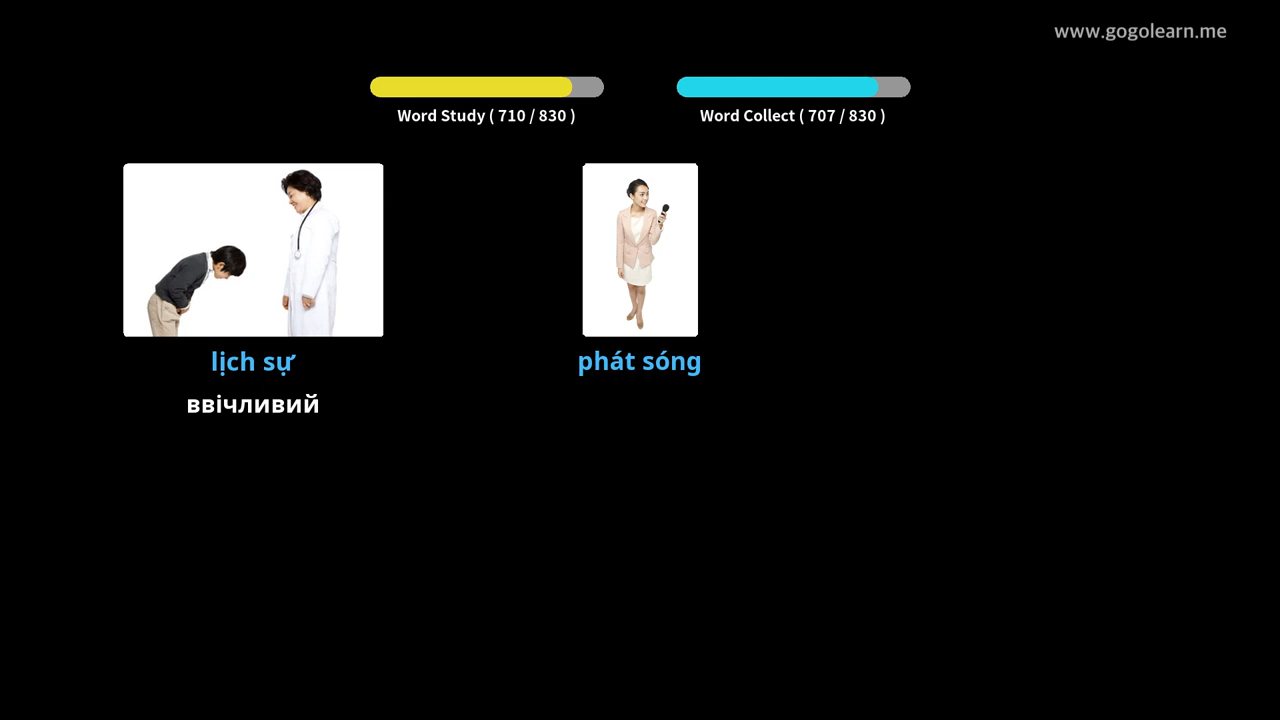 www.gogolearn.me
Word Study ( 710 / 830 )
Word Collect ( 707 / 830 )
lịch sự
phát sóng
ввічливий